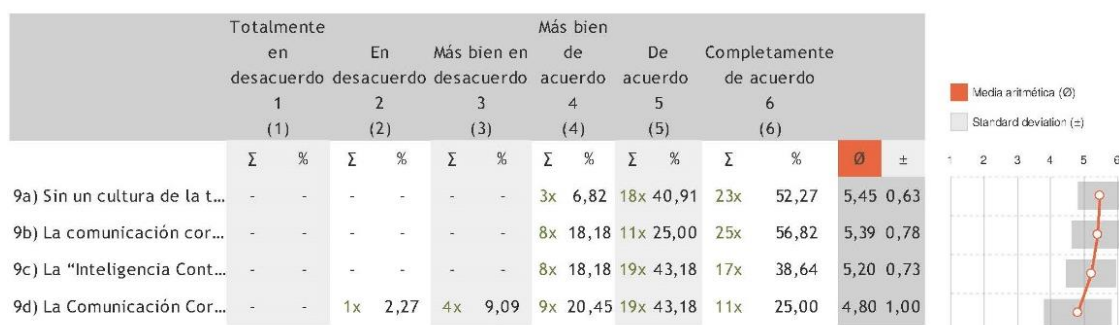 Totalmente en desacuerdo 1 (1)
En desacuerdo 2 (2)
Más bien en desacuerdo 3 (3)
Más bien de acuerdo 4 (4)
De acuerdo 5 (5)
Completamente de acuerdo 6 (6)
Media aritmética (Ø)
Standard deviation (±)
Σ % Σ % Σ % Σ % Σ % Σ % Ø ±
1 2 3 4 5 6
9a) Sin un cultura de la t... - - - - - - 3x 6,82 18x 40,91 23x 52,27 5,45 0,63
9b) La comunicación cor... - - - - - - 8x 18,18 11x 25,00 25x 56,82 5,39 0,78
9c) La "Inteligencia Cont... - - - - - - 8x 18,18 19x 43,18 17x 38,64 5,20 0,73
9d) La Comunicación Cor... - - 1x 2,27 4x 9,09 9x 20,45 19x 43,18 11x 25,00 4,80 1,00